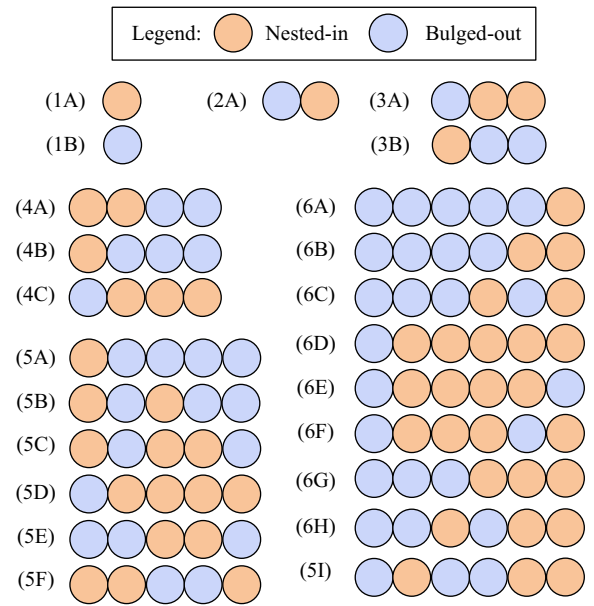 Legend: Nested-in Bulged-out
(1A) (2A) (3A)
(1B) (3B)
(4A)
(4B)
(4C)
(5A)
(5B)
(5C)
(5D)
(5E)
(5F)
(6A)
(6B)
(6C)
(6D)
(6E)
(6F)
(6G)
(6H)
(5I)